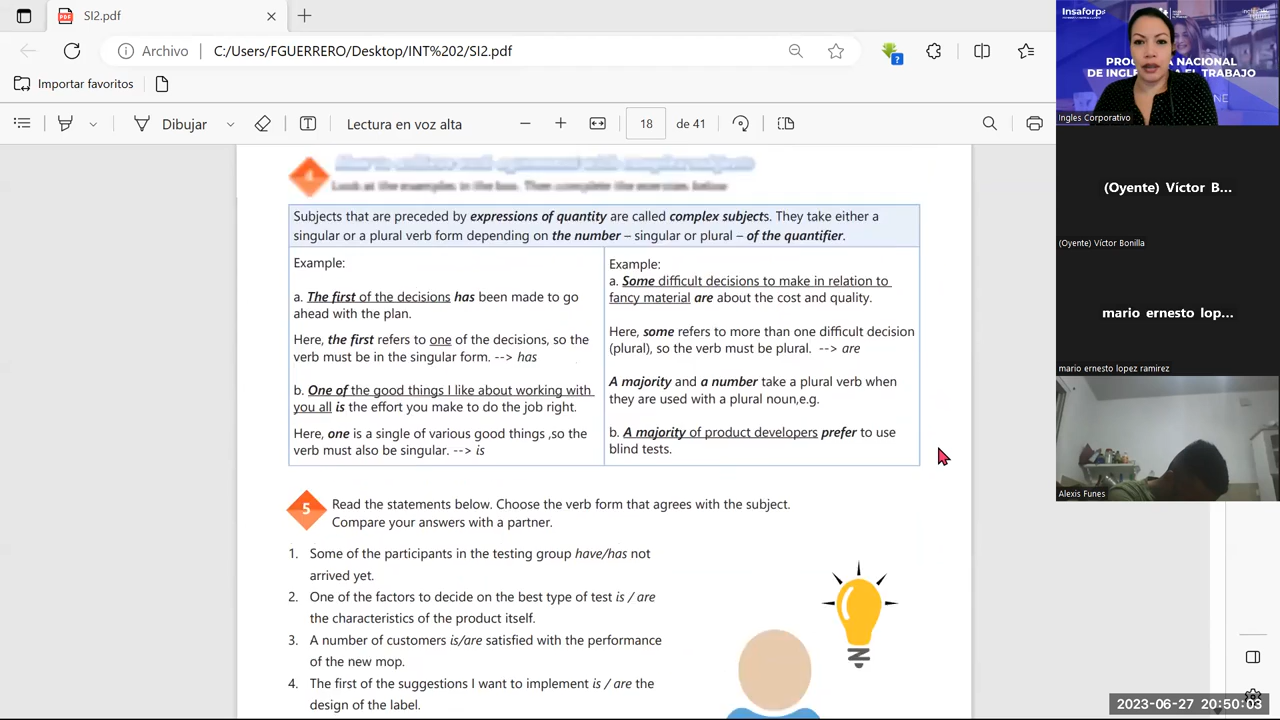 SI2.pdf
Archivo
C:/Users/FGUERRERO/Desktop/INT%202/SI2.pdf
Importar favoritos
Dibujar
Lectura en voz alta
18
de 41
4
Look at the examples in the box. Then complete the exercises below
Subjects that are preceded by expressions of quantity are called complex subjects. They take either a
singular or a plural verb form depending on the number – singular or plural – of the quantifier.
Example:
a. The first of the decisions has been made to go
ahead with the plan.
Here, the first refers to one of the decisions, so the
verb must be in the singular form. --> has
b. One of the good things I like about working with
you all is the effort you make to do the job right.
Here, one is a single of various good things ,so the
verb must also be singular. --> is
Example:
a. Some difficult decisions to make in relation to
fancy material are about the cost and quality.
Here, some refers to more than one difficult decision
(plural), so the verb must be plural. --> are
A majority and a number take a plural verb when
they are used with a plural noun,e.g.
b. A majority of product developers prefer to use
blind tests.
5
Read the statements below. Choose the verb form that agrees with the subject.
Compare your answers with a partner.
1. Some of the participants in the testing group have/has not
arrived yet.
2. One of the factors to decide on the best type of test is / are
the characteristics of the product itself.
3. A number of customers is/are satisfied with the performance
of the new mop.
4. The first of the suggestions I want to implement is / are the
design of the label.
Insaforp
Ingles Corporativo
(Oyente) Víctor B...
(Oyente) Víctor Bonilla
mario ernesto lop...
mario ernesto lopez ramirez
Alexis Funes
2023-06-27 20:50:03